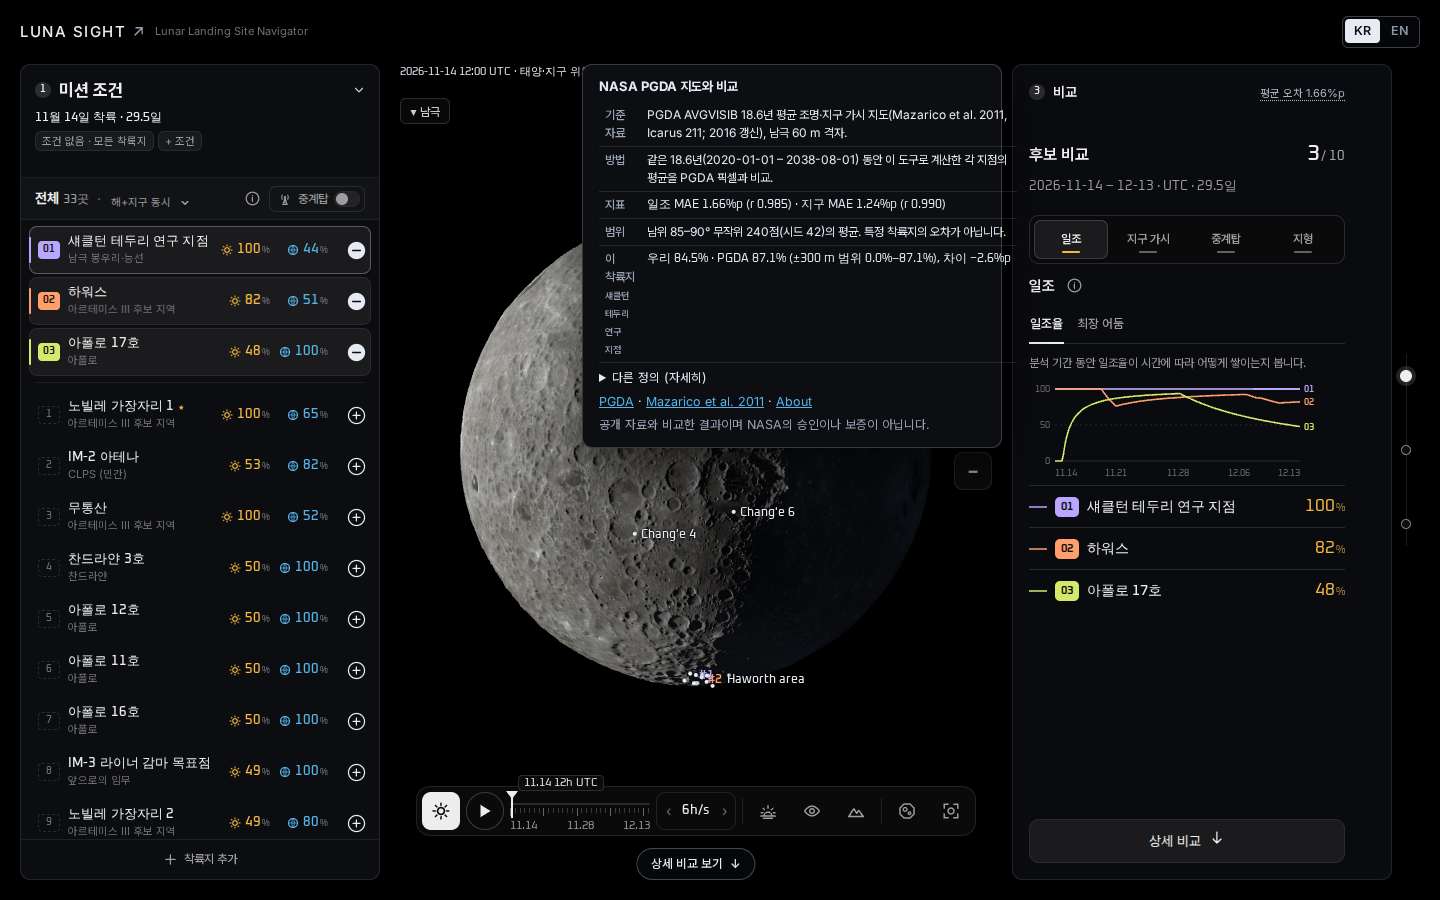 LUNA SIGHT ↗ Lunar Landing Site Navigator
KR EN
1 미션 조건
11월 14일 착륙 · 29.5일
조건 없음 · 모든 착륙지 + 조건
전체 33곳 · 해+지구 동시
중계탑
01 섀클턴 테두리 연구 지점 100% 44%
남극 봉우리·능선
02 하워스 82% 51%
아르테미스 III 후보 지역
03 아폴로 17호 48% 100%
아폴로
1 노빌레 가장자리 1 ★ 100% 65%
아르테미스 III 후보 지역
2 IM-2 아테나 53% 82%
CLPS (민간)
3 무통산 100% 52%
아르테미스 III 후보 지역
4 찬드라얀 3호 50% 100%
찬드라얀
5 아폴로 12호 50% 100%
아폴로
6 아폴로 11호 50% 100%
아폴로
7 아폴로 16호 50% 100%
아폴로
8 IM-3 라이너 감마 목표점 49% 100%
앞으로의 임무
9 노빌레 가장자리 2 49% 80%
아르테미스 III 후보 지역
+ 착륙지 추가
2026-11-14 12:00 UTC · 태양·지구
▾ 남극
NASA PGDA 지도와 비교
기준 자료
PGDA AVGVISIB 18.6년 평균 조명·지구 가시 지도(Mazarico et al. 2011,
Icarus 211; 2016 갱신), 남극 60 m 격자.
방법
같은 18.6년(2020-01-01 – 2038-08-01) 동안 이 도구로 계산한 각 지점의
평균을 PGDA 픽셀과 비교.
지표
일조 MAE 1.66%p (r 0.985) · 지구 MAE 1.24%p (r 0.990)
범위
남위 85–90° 무작위 240점(시드 42)의 평균. 특정 착륙지의 오차가 아닙니다.
이
착륙지
섀클턴
테두리
연구
지점
우리 84.5% · PGDA 87.1% (±300 m 범위 0.0%–87.1%), 차이 −2.6%p
▶ 다른 정의 (자세히)
PGDA · Mazarico et al. 2011 · About
공개 자료와 비교한 결과이며 NASA의 승인이나 보증이 아닙니다.
−
Chang'e 6
Chang'e 4
#2 Haworth area
11.14 12h UTC
11.14 11.28 12.13
‹ 6h/s ›
상세 비교 보기 ↓
3 비교
평균 오차 1.66%p
후보 비교 3 / 10
2026-11-14 – 12-13 · UTC · 29.5일
일조 지구 가시 중계탑 지형
일조
일조율 최장 어둠
분석 기간 동안 일조율이 시간에 따라 어떻게 쌓이는지 봅니다.
100
50
0
01
02
03
11.14 11.21 11.28 12.06 12.13
01 섀클턴 테두리 연구 지점 100%
02 하워스 82%
03 아폴로 17호 48%
상세 비교 ↓